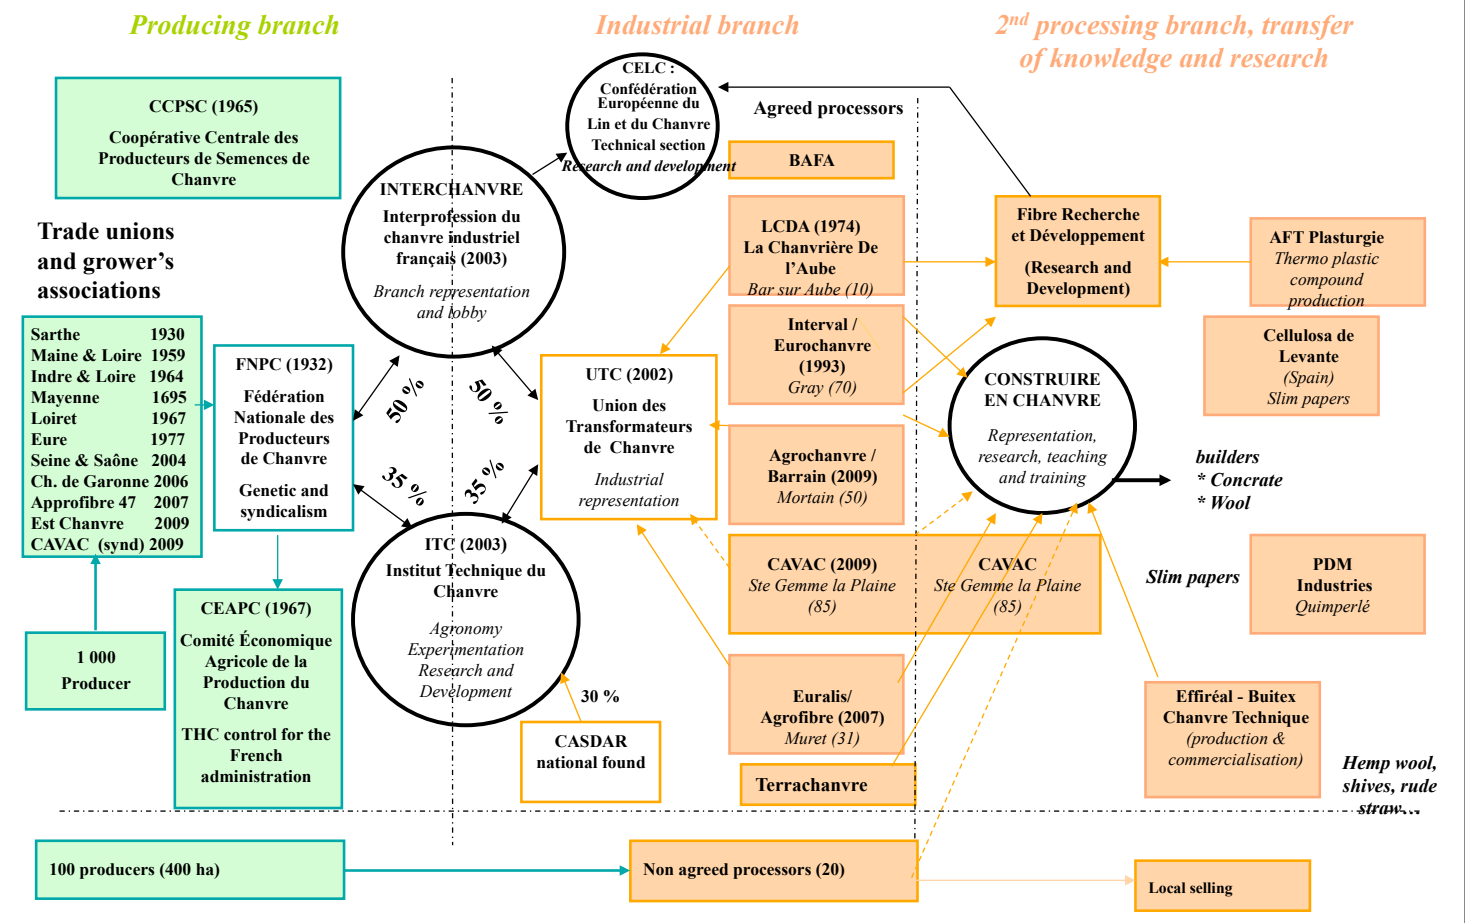 Producing branch
Industrial branch
2nd processing branch, transfer
of knowledge and research
CCPSC (1965)
Coopérative Centrale des
Producteurs de Semences de
Chanvre
CELC :
Confédération
Européenne du
Lin et du Chanvre
Technical section
Research and development
Agreed processors
BAFA
INTERCHANVRE
Interprofession du
chanvre industriel
français (2003)
Branch representation
and lobby
LCDA (1974)
La Chanvrière De
l'Aube
Bar sur Aube (10)
Fibre Recherche
et Développement
(Research and
Development)
AFT Plasturgie
Thermo plastic
compound
production
Trade unions
and grower's
associations
Sarthe 1930
Maine & Loire 1959
Indre & Loire 1964
Mayenne 1695
Loiret 1967
Eure 1977
Seine & Saône 2004
Ch. de Garonne 2006
Approfibre 47 2007
Est Chanvre 2009
CAVAC (synd) 2009
FNPC (1932)
Fédération
Nationale des
Producteurs
de Chanvre
Genetic and
syndicalism
50 %
50 %
35 %
35 %
UTC (2002)
Union des
Transformateurs
de Chanvre
Industrial
representation
Interval /
Eurochanvre
(1993)
Gray (70)
CONSTRUIRE
EN CHANVRE
Representation,
research, teaching
and training
Cellulosa de
Levante
(Spain)
Slim papers
Agrochanvre /
Barrain (2009)
Mortain (50)
builders
* Concrate
* Wool
ITC (2003)
Institut Technique du
Chanvre
Agronomy
Experimentation
Research and
Development
CAVAC (2009)
Ste Gemme la Plaine
(85)
CAVAC
Ste Gemme la Plaine
(85)
Slim papers
PDM
Industries
Quimperlé
1 000
Producer
CEAPC (1967)
Comité Économique
Agricole de la
Production du
Chanvre
THC control for the
French
administration
30 %
CASDAR
national found
Euralis/
Agrofibre (2007)
Muret (31)
Terrachanvre
Effiréal - Buitex
Chanvre Technique
(production &
commercialisation)
Hemp wool,
shives, rude
straw…
100 producers (400 ha)
Non agreed processors (20)
Local selling